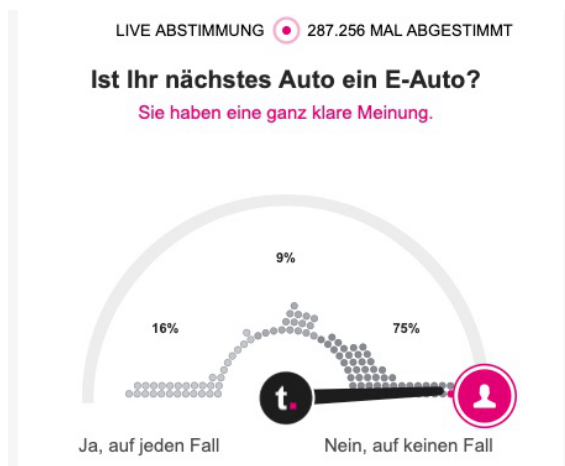 LIVE ABSTIMMUNG 287.256 MAL ABGESTIMMT
Ist Ihr nächstes Auto ein E-Auto?
Sie haben eine ganz klare Meinung.
9%
16% 75%
t.
Ja, auf jeden Fall Nein, auf keinen Fall